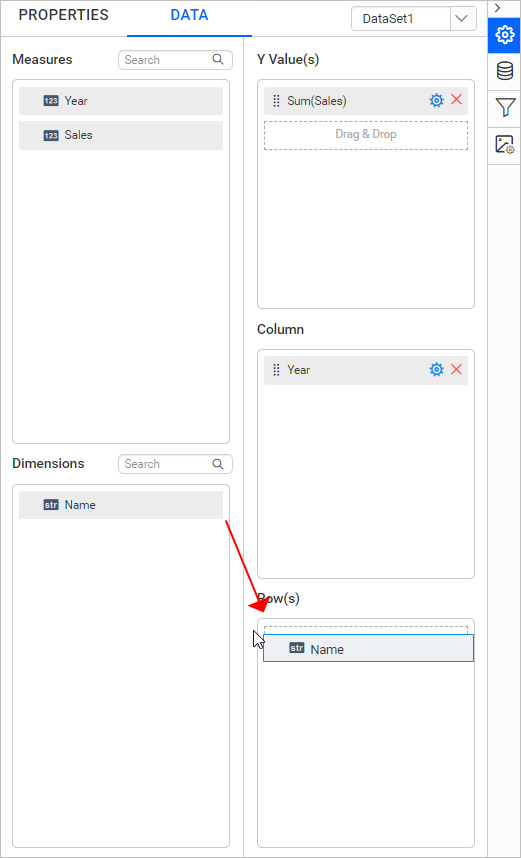 PROPERTIES
DATA
DataSet1
Measures
Search
123 Year
123 Sales
Dimensions
Search
str Name
Y Value(s)
Sum(Sales)
Drag & Drop
Column
Year
Row(s)
str Name